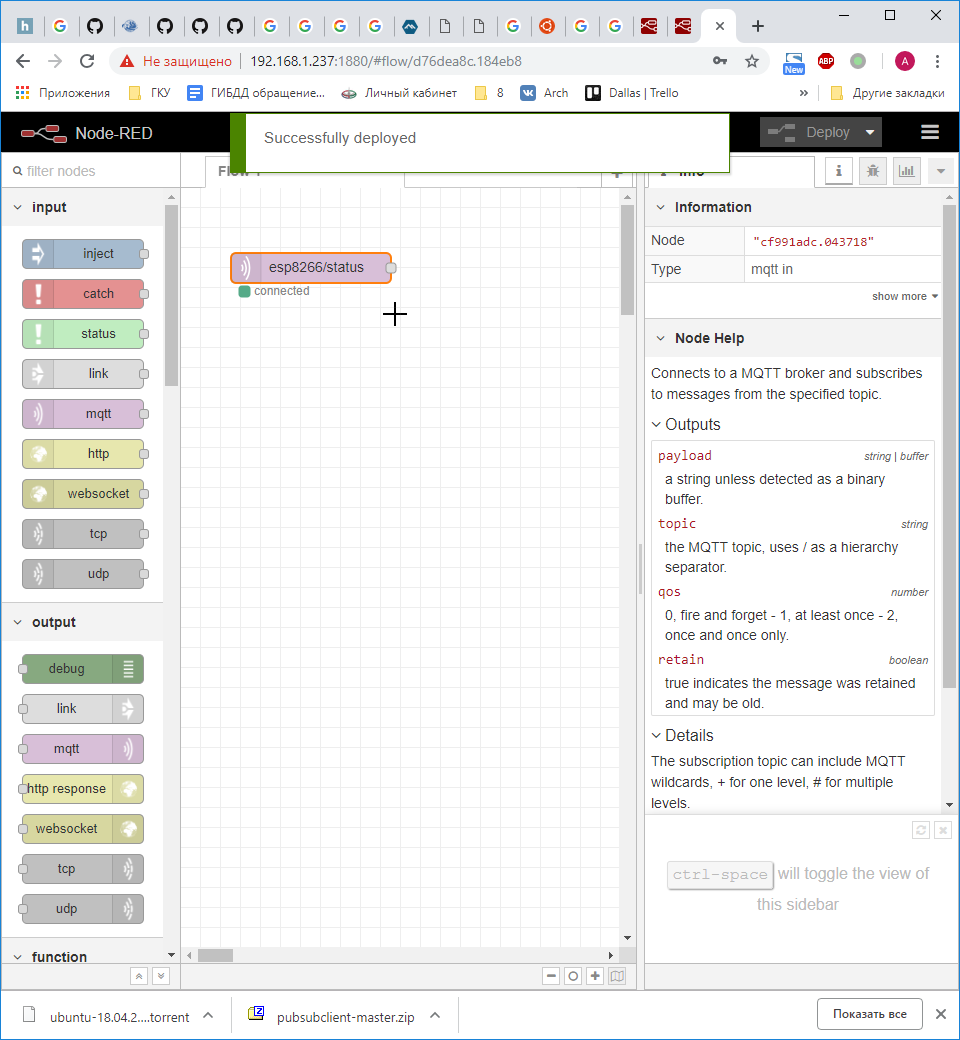 Не защищено
192.168.1.237:1880/#flow/d76dea8c.184eb8
New
ABP
A
Приложения
ГКУ
ГИБДД обращение...
Личный кабинет
8
Arch
Dallas | Trello
»
Другие закладки
Node-RED
Successfully deployed
Deploy
filter nodes
input
inject
catch
status
link
mqtt
http
websocket
tcp
udp
output
debug
link
mqtt
http response
websocket
tcp
udp
function
esp8266/status
connected
Information
Node
"cf991adc.043718"
Type
mqtt in
show more
Node Help
Connects to a MQTT broker and subscribes
to messages from the specified topic.
Outputs
payload
string | buffer
a string unless detected as a binary
buffer.
topic
string
the MQTT topic, uses / as a hierarchy
separator.
qos
number
0, fire and forget - 1, at least once - 2,
once and once only.
retain
boolean
true indicates the message was retained
and may be old.
Details
The subscription topic can include MQTT
wildcards, + for one level, # for multiple
levels.
ctrl-space will toggle the view of
this sidebar
ubuntu-18.04.2....torrent
pubsubclient-master.zip
Показать все